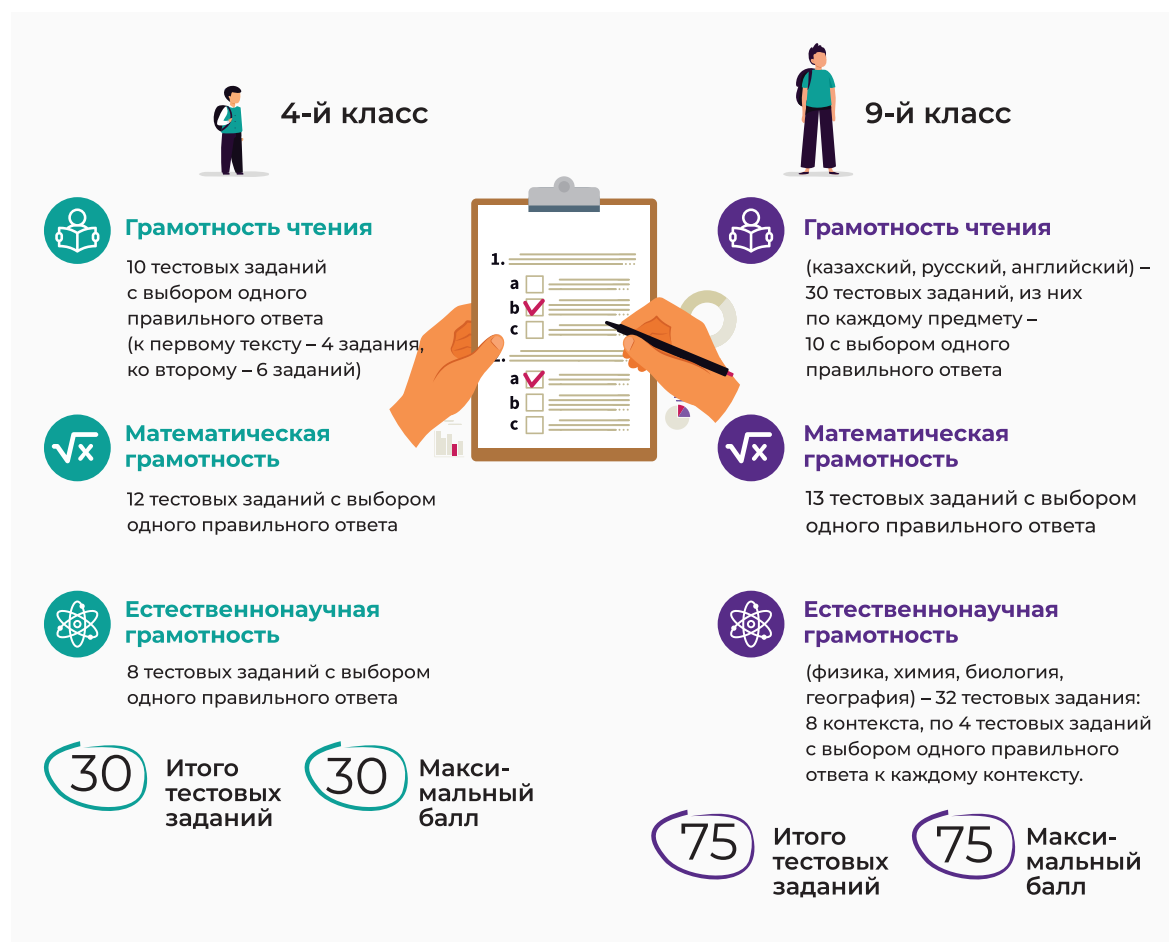 4-й класс
Грамотность чтения
10 тестовых заданий
с выбором одного
правильного ответа
(к первому тексту – 4 задания,
ко второму – 6 заданий)
Математическая
грамотность
12 тестовых заданий с выбором
одного правильного ответа
Естественнонаучная
грамотность
8 тестовых заданий с выбором
одного правильного ответа
30
Итого
тестовых
заданий
30
Макси-
мальный
балл
1.
a
b
c
a
b
c
√x
9-й класс
Грамотность чтения
(казахский, русский, английский) –
30 тестовых заданий, из них
по каждому предмету –
10 с выбором одного
правильного ответа
Математическая
грамотность
√x
13 тестовых заданий с выбором
одного правильного ответа
Естественнонаучная
грамотность
(физика, химия, биология,
география) – 32 тестовых задания:
8 контекста, по 4 тестовых заданий
с выбором одного правильного
ответа к каждому контексту.
75
Итого
тестовых
заданий
75
Макси-
мальный
балл